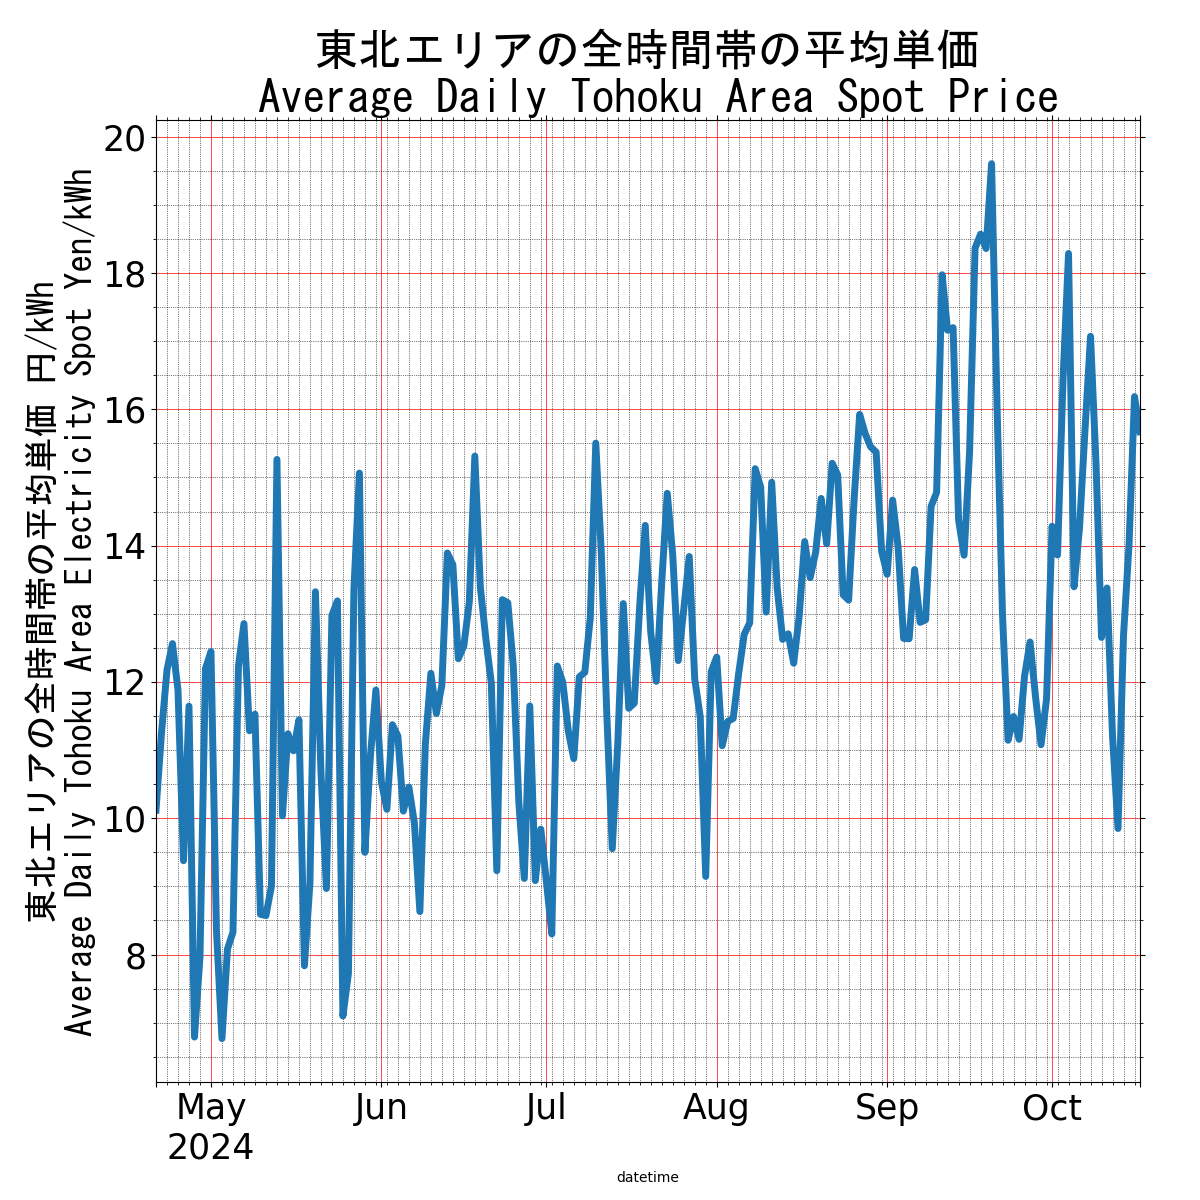 東北エリアの全時間帯の平均単価
Average Daily Tohoku Area Spot Price
東北エリアの全時間帯の平均単価 円/kWh
Average Daily Tohoku Area Electricity Spot Yen/kWh
20
18
16
14
12
10
8
May
2024
Jun
Jul
Aug
Sep
Oct
datetime